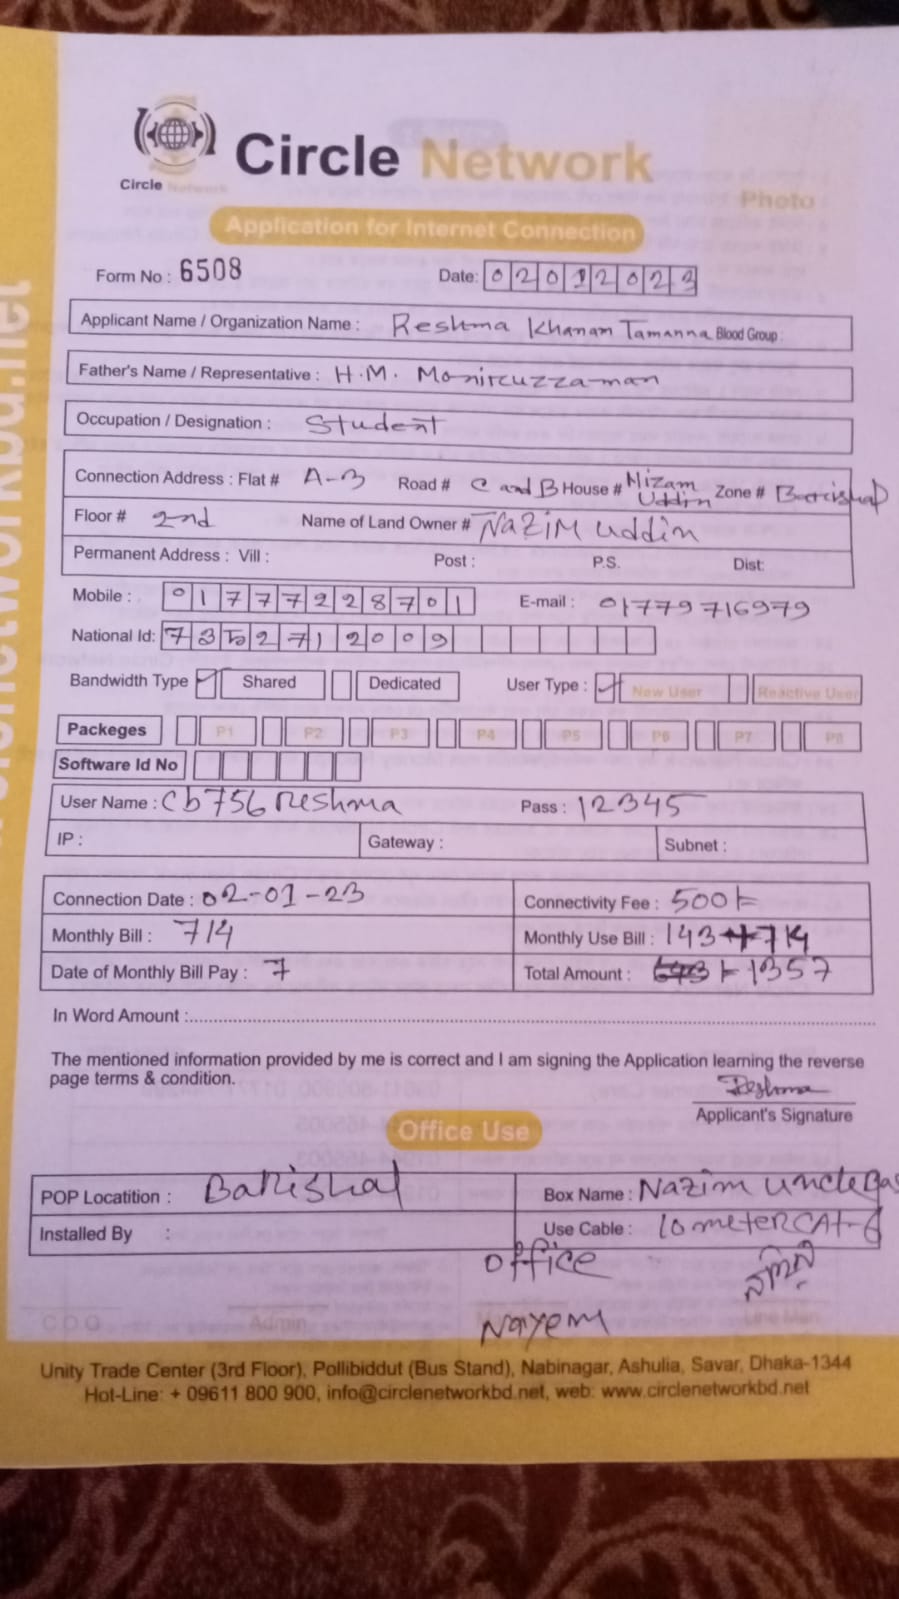 Circle Network
Circle Network
Photo
Application for Internet Connection
Form No : 6508 Date: 02012023
Applicant Name / Organization Name : Reshma Khanam Tamanna Blood Group :
Father's Name / Representative : H.M. Moniruzzaman
Occupation / Designation : Student
Connection Address : Flat # A-3 Road # C and B House # Nizam Uddin Zone # Barishal
Floor # 2nd Name of Land Owner # Nazim uddin
Permanent Address : Vill : Post : P.S. Dist:
Mobile : 01777228701 E-mail : 01779716979
National Id:
Bandwidth Type Shared Dedicated User Type : New User Reactive User
Packeges P1 P2 P3 P4 P5 P6 P7 P8
Software Id No
User Name : Cb756reshma Pass : 12345
IP : Gateway : Subnet :
Connection Date : 02-01-23 Connectivity Fee : 500/=
Monthly Bill : 714 Monthly Use Bill : 143+714
Date of Monthly Bill Pay : 7 Total Amount : 643/= 1357
In Word Amount :
The mentioned information provided by me is correct and I am signing the Application learning the reverse
page terms & condition.
Reshma
Applicant's Signature
Office Use
POP Locatition : Barishal Box Name : Nazim uncle
Installed By : Use Cable : 10 meter CAT-6
office
Nayem
C.O.O Admin Line Man
Unity Trade Center (3rd Floor), Pollibiddut (Bus Stand), Nabinagar, Ashulia, Savar, Dhaka-1344
Hot-Line: + 09611 800 900, info@circlenetworkbd.net, web: www.circlenetworkbd.net